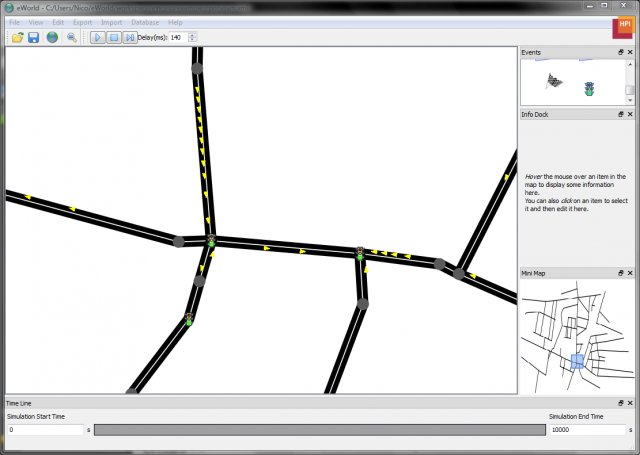 eWorld - C:/Users/Nico/eWorld/
File View Edit Export Import Database Help
HPI
Delay(ms): 140
Events
Info Dock
Hover the mouse over an item in the
map to display some information
here.
You can also click on an item to select
it and then edit it here.
Mini Map
Time Line
Simulation Start Time
Simulation End Time
0 s
10000 s